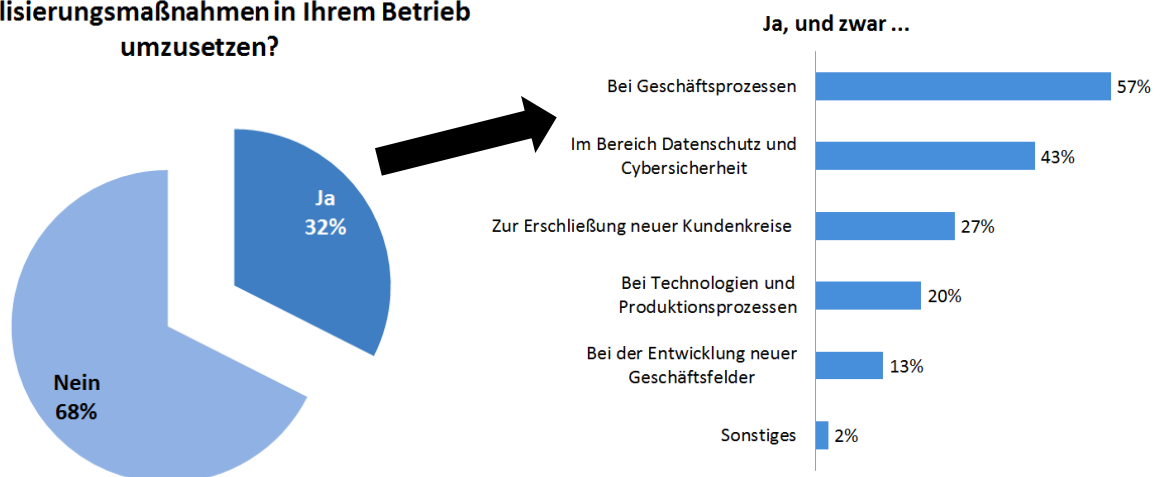 lisierungsmaßnahmen in Ihrem Betrieb
umzusetzen?
Ja
32%
Nein
68%
Ja, und zwar ...
Bei Geschäftsprozessen
57%
Im Bereich Datenschutz und
Cybersicherheit
43%
Zur Erschließung neuer Kundenkreise
27%
Bei Technologien und
Produktionsprozessen
20%
Bei der Entwicklung neuer
Geschäftsfelder
13%
Sonstiges
2%